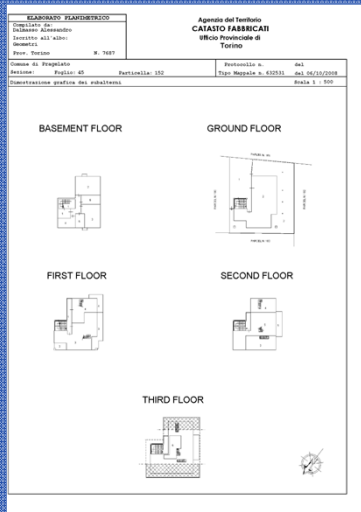 ELABORATO PLANIMETRICO
Compilato da:
Dalmasso Alessandro
Iscritto all'albo:
Geometri
Prov. Torino N. 7687
Agenzia del Territorio
CATASTO FABBRICATI
Ufficio Provinciale di
Torino
Comune di Pragelato
Sezione: Foglio: 45 Particella: 152
Protocollo n. del
Tipo Mappale n. 632531 del 06/10/2008
Dimostrazione grafica dei subalterni
Scala 1 : 500
BASEMENT FLOOR
GROUND FLOOR
FIRST FLOOR
SECOND FLOOR
THIRD FLOOR